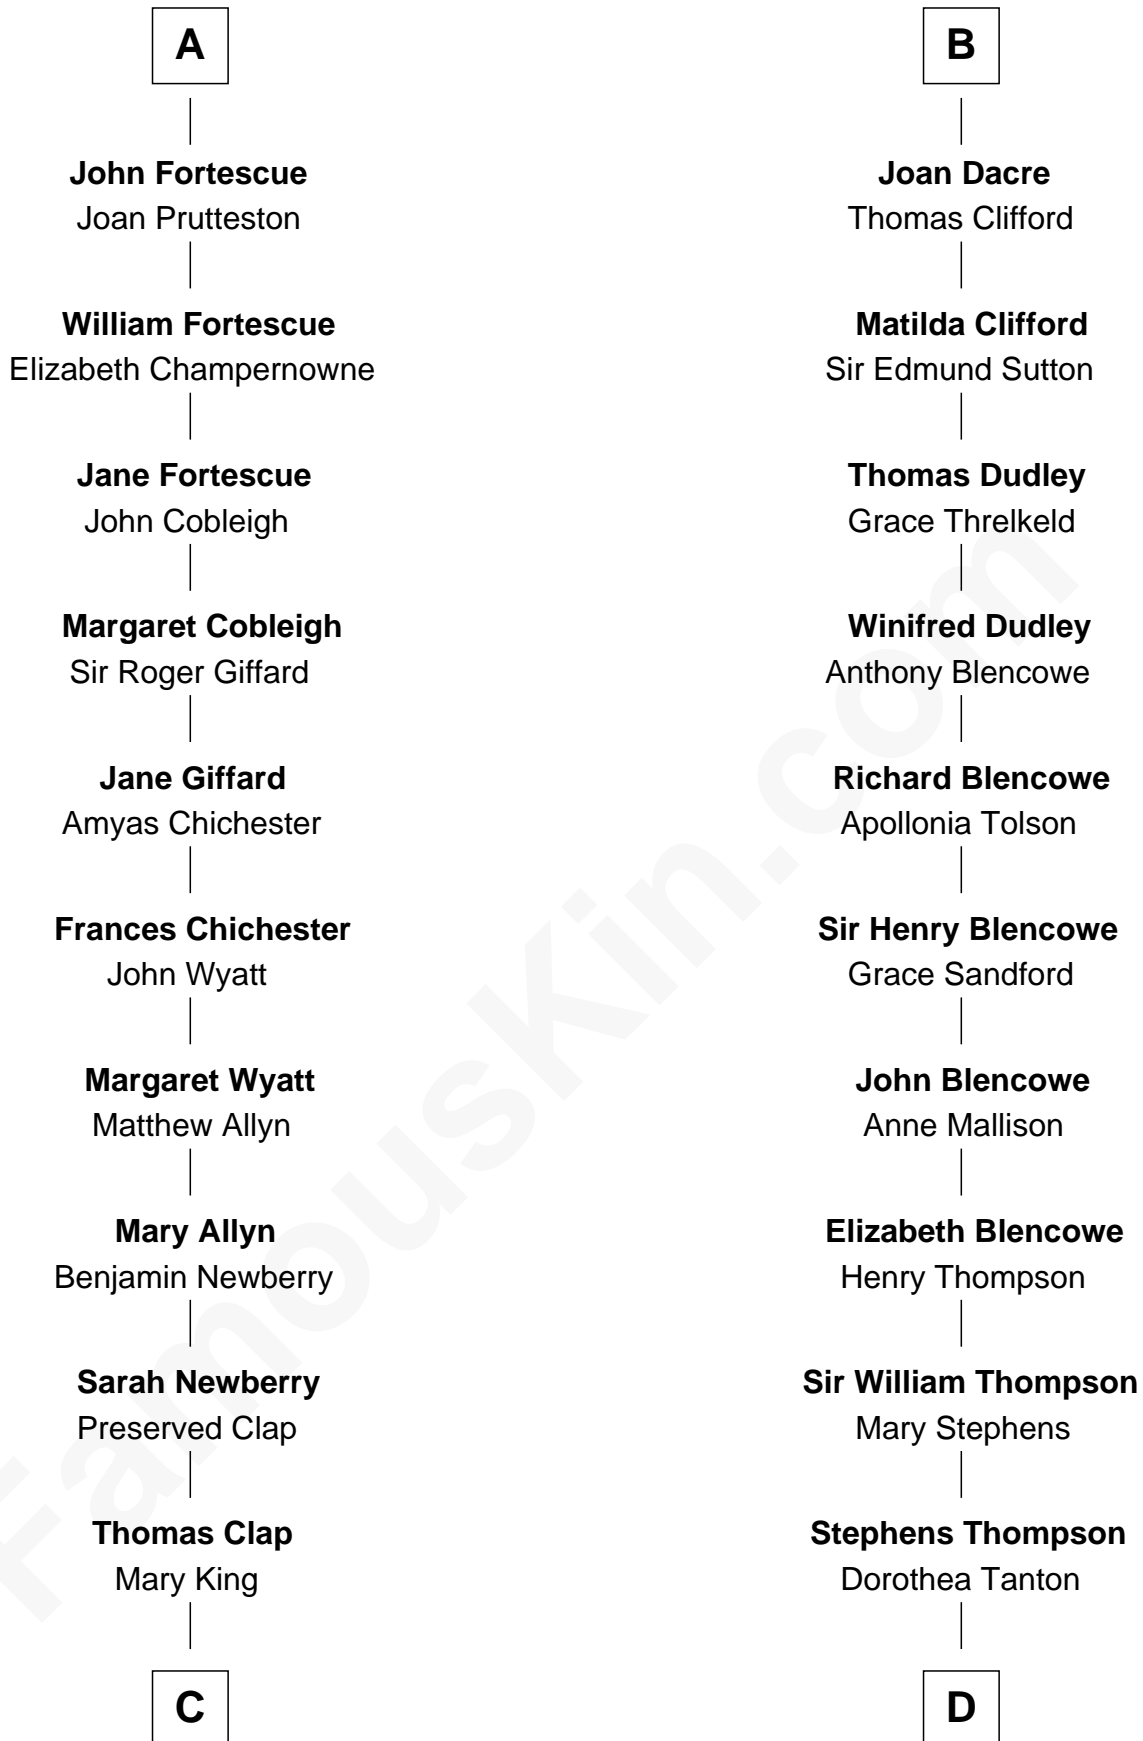 A
John Fortescue
Joan Prutteston
William Fortescue
Elizabeth Champernowne
Jane Fortescue
John Cobleigh
Margaret Cobleigh
Sir Roger Giffard
Jane Giffard
Amyas Chichester
Frances Chichester
John Wyatt
Margaret Wyatt
Matthew Allyn
Mary Allyn
Benjamin Newberry
Sarah Newberry
Preserved Clap
Thomas Clap
Mary King
C
B
Joan Dacre
Thomas Clifford
Matilda Clifford
Sir Edmund Sutton
Thomas Dudley
Grace Threlkeld
Winifred Dudley
Anthony Blencowe
Richard Blencowe
Apollonia Tolson
Sir Henry Blencowe
Grace Sandford
John Blencowe
Anne Mallison
Elizabeth Blencowe
Henry Thompson
Sir William Thompson
Mary Stephens
Stephens Thompson
Dorothea Tanton
D
FamousKin.com